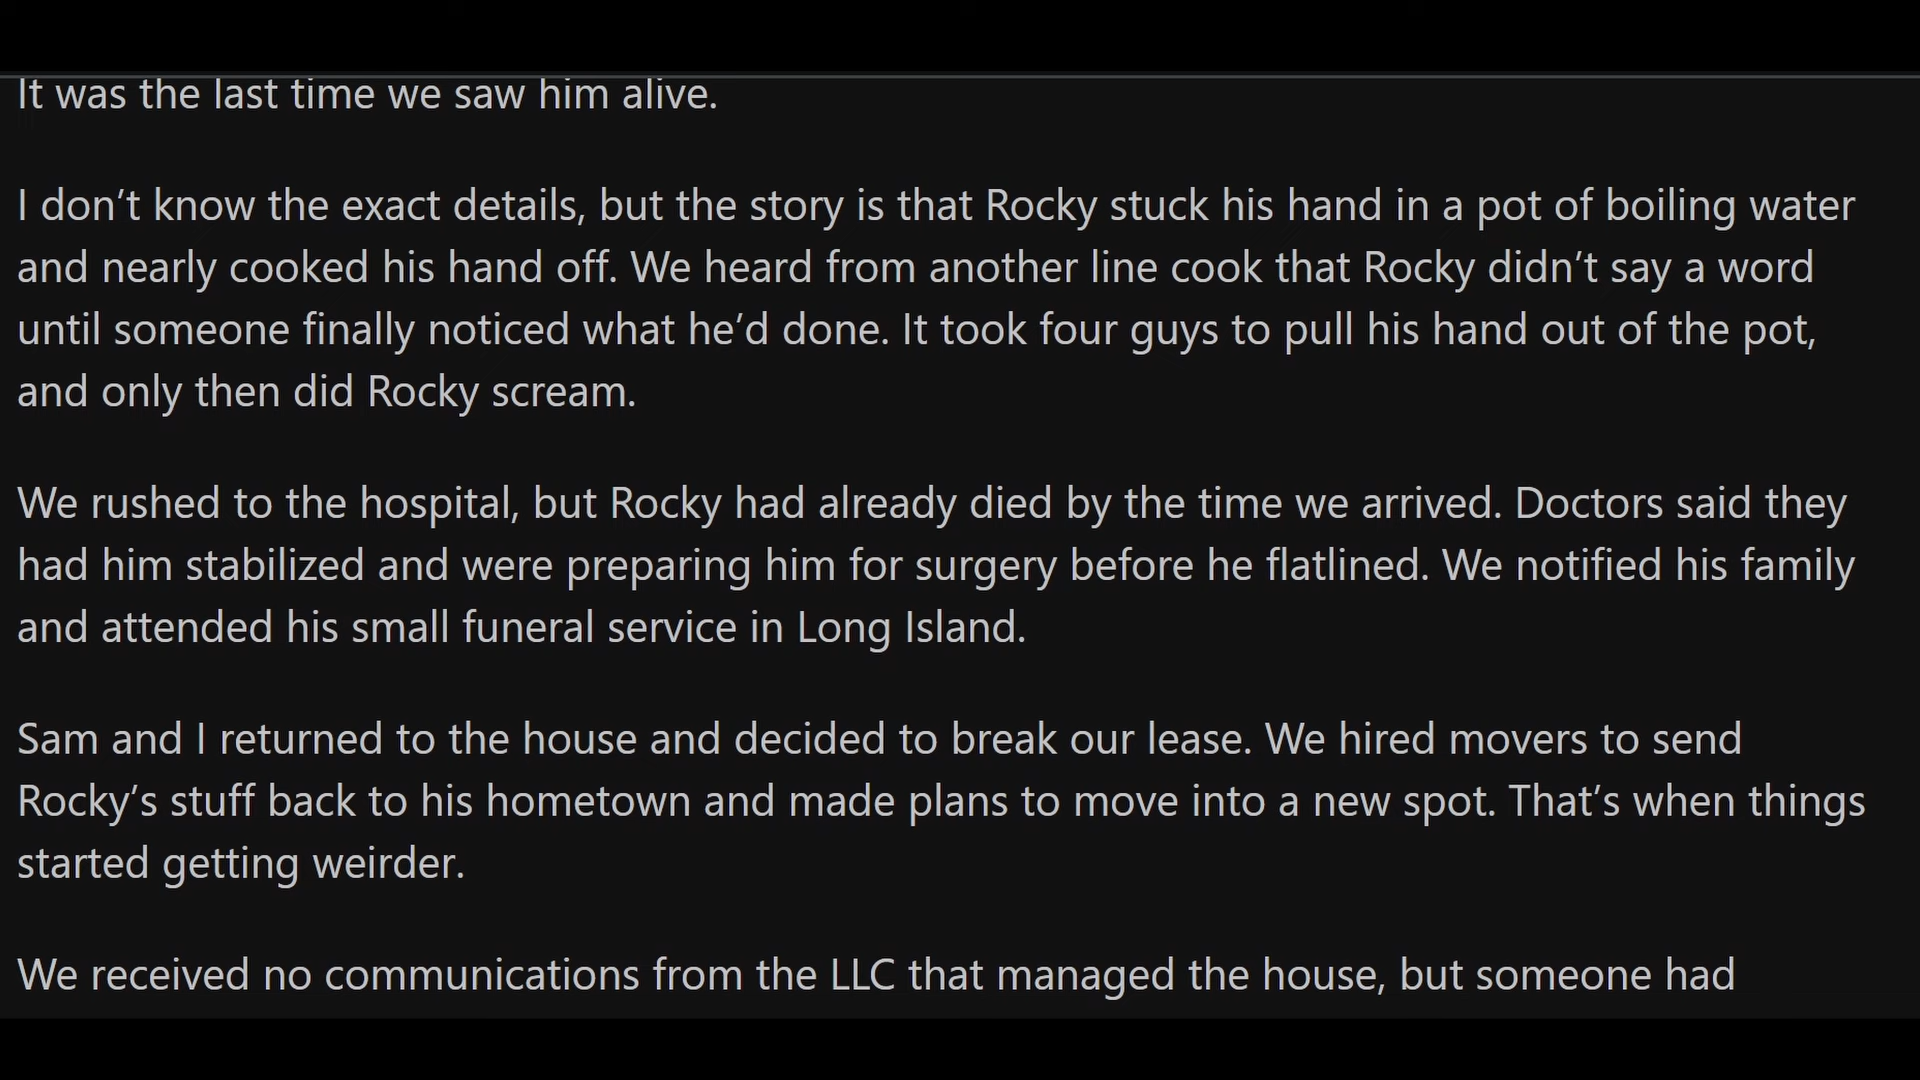 It was the last time we saw him alive.
I don’t know the exact details, but the story is that Rocky stuck his hand in a pot of boiling water
and nearly cooked his hand off. We heard from another line cook that Rocky didn’t say a word
until someone finally noticed what he’d done. It took four guys to pull his hand out of the pot,
and only then did Rocky scream.
We rushed to the hospital, but Rocky had already died by the time we arrived. Doctors said they
had him stabilized and were preparing him for surgery before he flatlined. We notified his family
and attended his small funeral service in Long Island.
Sam and I returned to the house and decided to break our lease. We hired movers to send
Rocky’s stuff back to his hometown and made plans to move into a new spot. That’s when things
started getting weirder.
We received no communications from the LLC that managed the house, but someone had